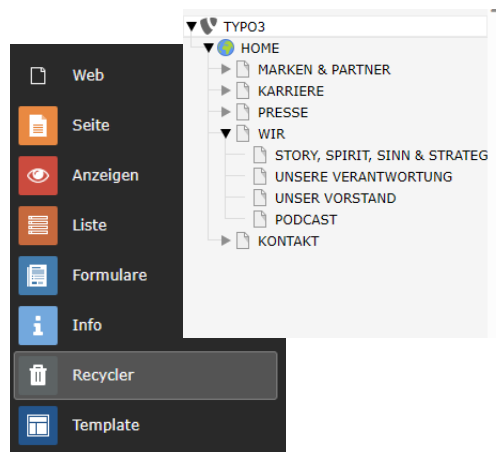 TYPO3
HOME
MARKEN & PARTNER
KARRIERE
PRESSE
WIR
STORY, SPIRIT, SINN & STRATEG
UNSERE VERANTWORTUNG
UNSER VORSTAND
PODCAST
KONTAKT
Web
Seite
Anzeigen
Liste
Formulare
Info
Recycler
Template